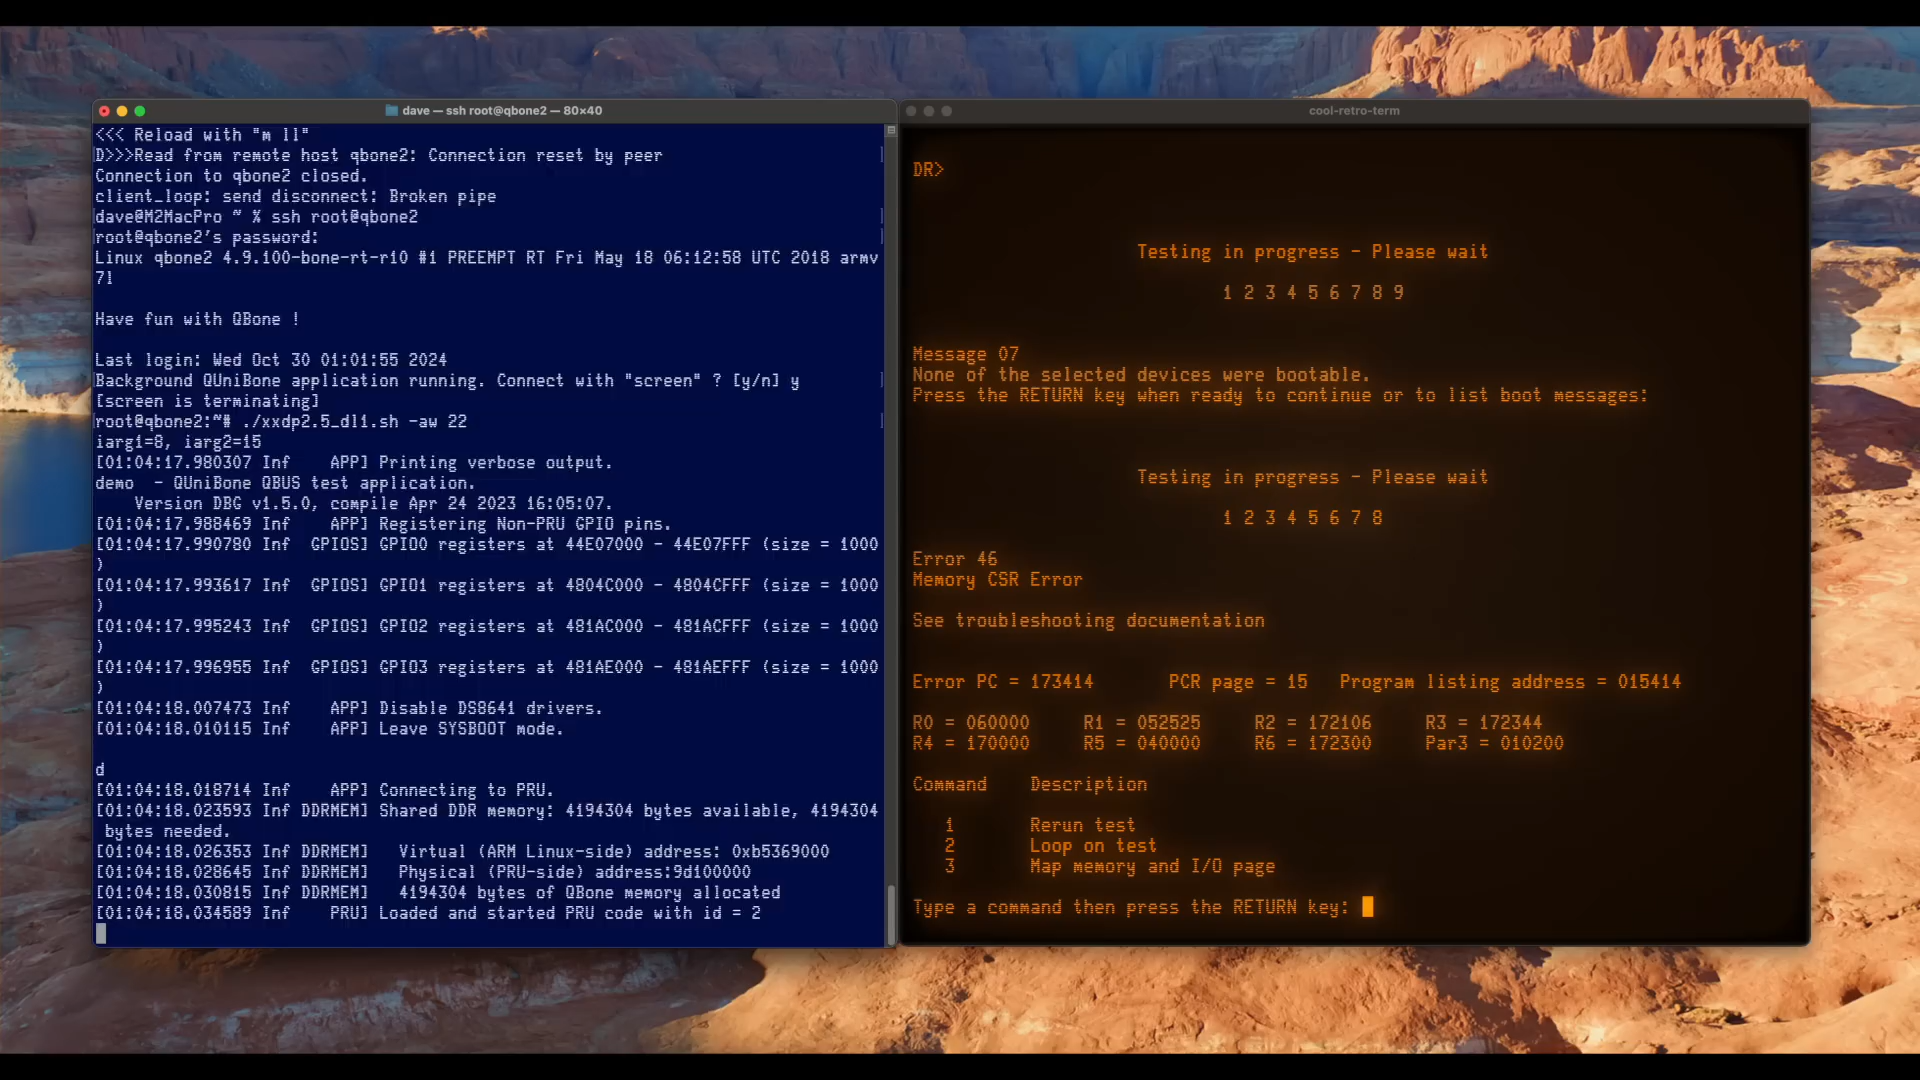 dave — ssh root@qbone2 — 80×40
<<< Reload with "m ll"
D>>>Read from remote host qbone2: Connection reset by peer
Connection to qbone2 closed.
client_loop: send disconnect: Broken pipe
dave@M2MacPro ~ % ssh root@qbone2
root@qbone2's password:
Linux qbone2 4.9.100-bone-rt-r10 #1 PREEMPT RT Fri May 18 06:12:58 UTC 2018 armv
7l
Have fun with QBone !
Last login: Wed Oct 30 01:01:55 2024
Background QUniBone application running. Connect with "screen" ? [y/n] y
[screen is terminating]
root@qbone2:~# ./xxdp2.5_dl1.sh -aw 22
iarg1=8, iarg2=15
[01:04:17.980307 Inf    APP] Printing verbose output.
demo  - QUniBone QBUS test application.
    Version DBG v1.5.0, compile Apr 24 2023 16:05:07.
[01:04:17.988469 Inf    APP] Registering Non-PRU GPIO pins.
[01:04:17.990780 Inf  GPIOS] GPIO0 registers at 44E07000 - 44E07FFF (size = 1000
)
[01:04:17.993617 Inf  GPIOS] GPIO1 registers at 4804C000 - 4804CFFF (size = 1000
)
[01:04:17.995243 Inf  GPIOS] GPIO2 registers at 481AC000 - 481ACFFF (size = 1000
)
[01:04:17.996955 Inf  GPIOS] GPIO3 registers at 481AE000 - 481AEFFF (size = 1000
)
[01:04:18.007473 Inf    APP] Disable DS8641 drivers.
[01:04:18.010115 Inf    APP] Leave SYSBOOT mode.
d
[01:04:18.018714 Inf    APP] Connecting to PRU.
[01:04:18.023593 Inf DDRMEM] Shared DDR memory: 4194304 bytes available, 4194304
 bytes needed.
[01:04:18.026353 Inf DDRMEM]   Virtual (ARM Linux-side) address: 0xb5369000
[01:04:18.028645 Inf DDRMEM]   Physical (PRU-side) address:9d100000
[01:04:18.030815 Inf DDRMEM]   4194304 bytes of QBone memory allocated
[01:04:18.034589 Inf    PRU] Loaded and started PRU code with id = 2
cool-retro-term
DR>
Testing in progress - Please wait
1 2 3 4 5 6 7 8 9
Message 07
None of the selected devices were bootable.
Press the RETURN key when ready to continue or to list boot messages:
Testing in progress - Please wait
1 2 3 4 5 6 7 8
Error 46
Memory CSR Error
See troubleshooting documentation
Error PC = 173414       PCR page = 15   Program listing address = 015414
R0 = 060000     R1 = 052525     R2 = 172106     R3 = 172344
R4 = 170000     R5 = 040000     R6 = 172300     Par3 = 010200
Command    Description
1       Rerun test
2       Loop on test
3       Map memory and I/O page
Type a command then press the RETURN key: